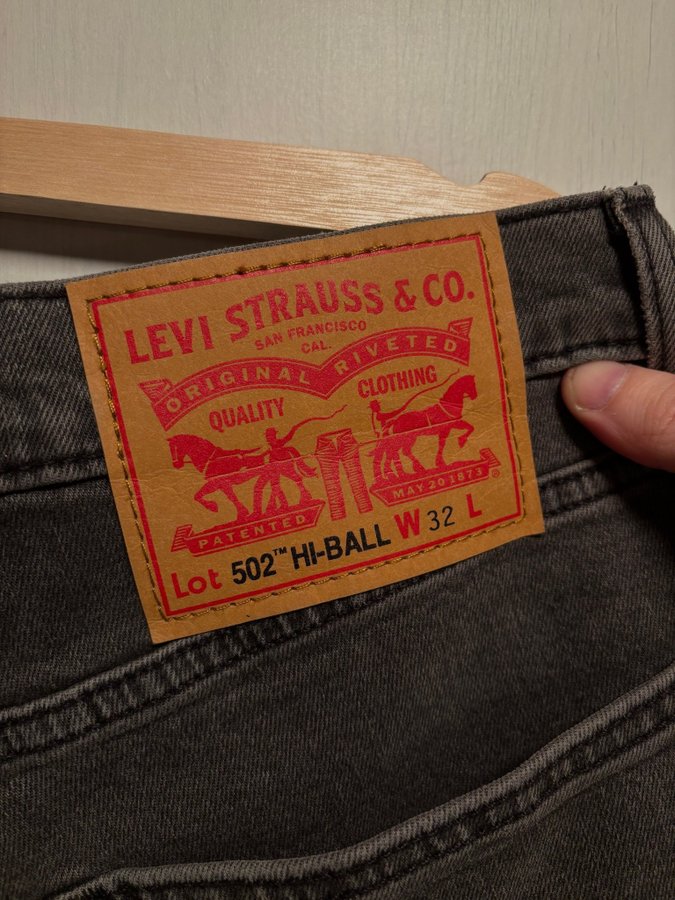 LEVI STRAUSS & CO.
SAN FRANCISCO
CAL.
ORIGINAL RIVETED
QUALITY CLOTHING
PATENTED MAY 20 1873 ®
Lot 502™ HI-BALL W 32 L